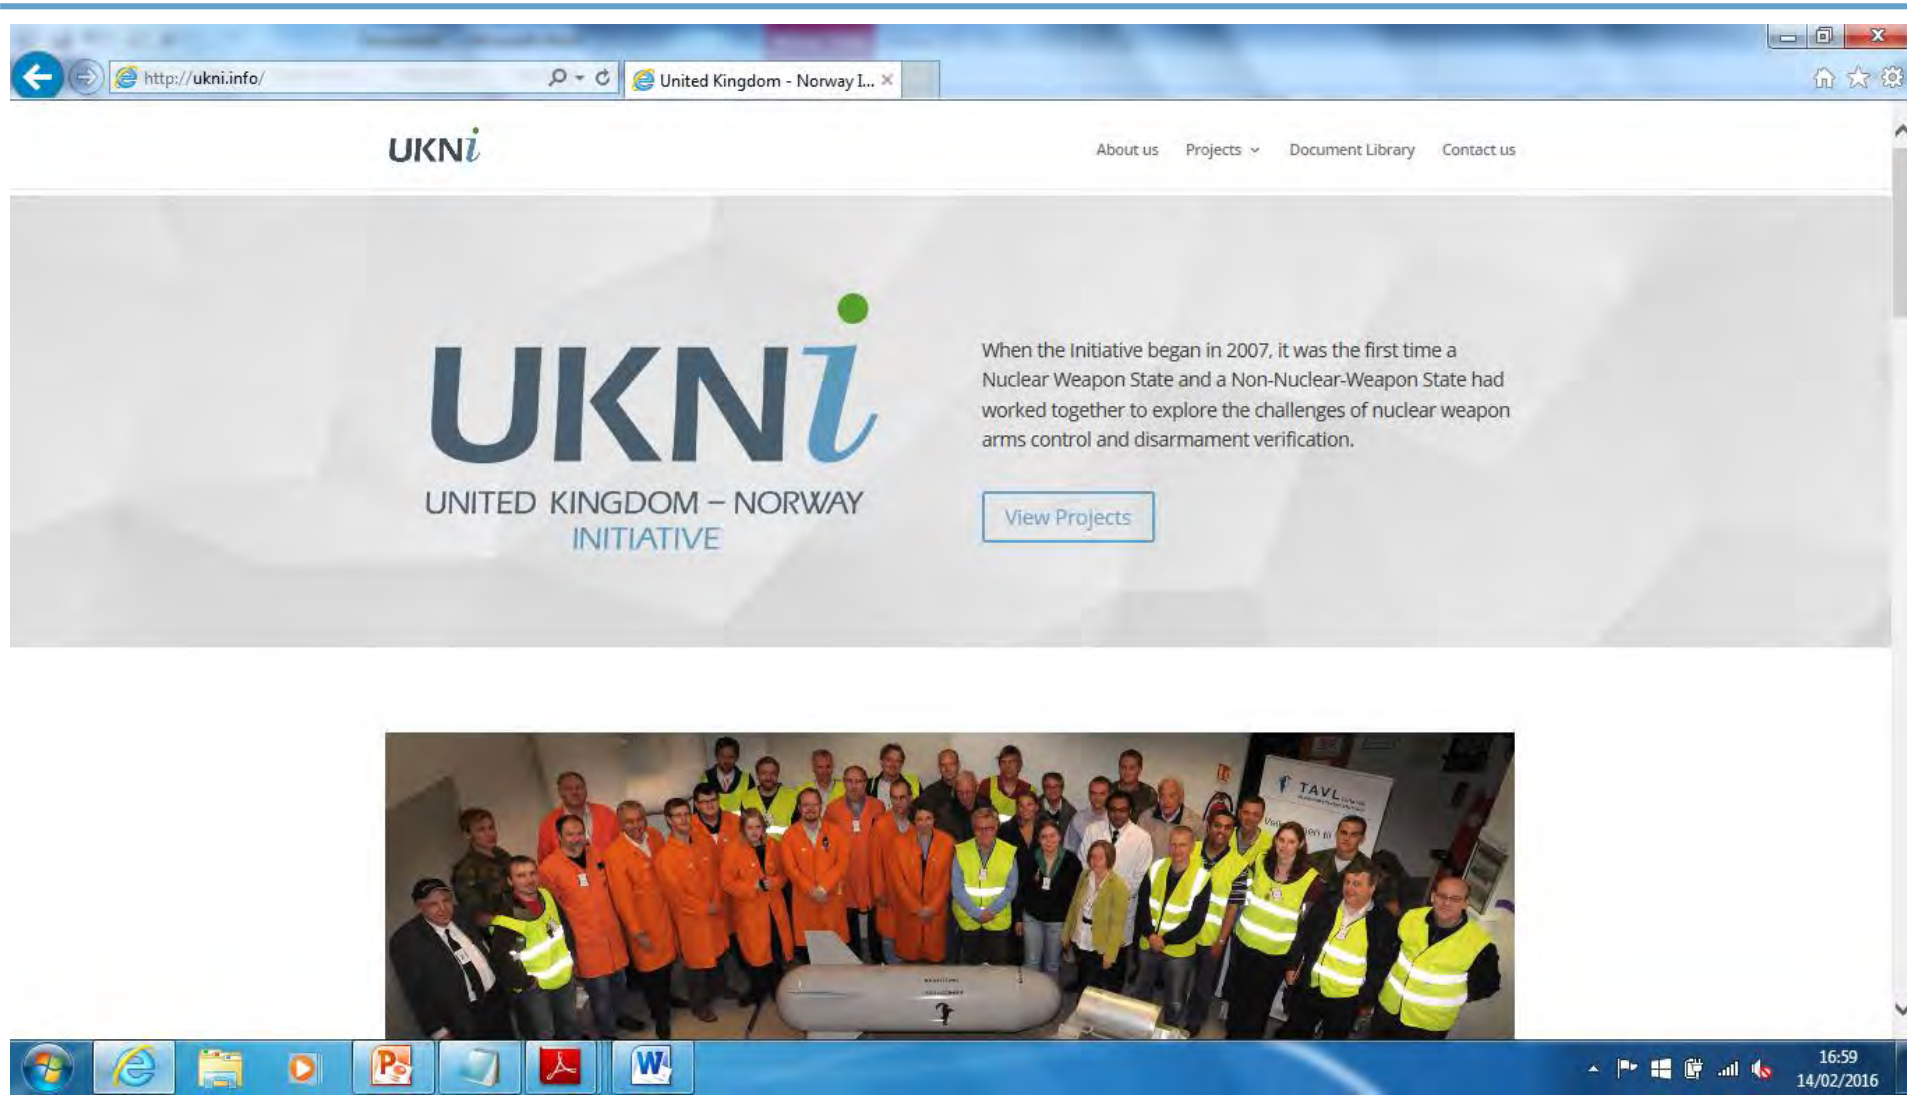 http://ukni.info/
United Kingdom - Norway I...
UKNi
About us Projects Document Library Contact us
UKNi
UNITED KINGDOM – NORWAY
INITIATIVE
When the Initiative began in 2007, it was the first time a
Nuclear Weapon State and a Non-Nuclear-Weapon State had
worked together to explore the challenges of nuclear weapon
arms control and disarmament verification.
View Projects
TAVL
16:59
14/02/2016